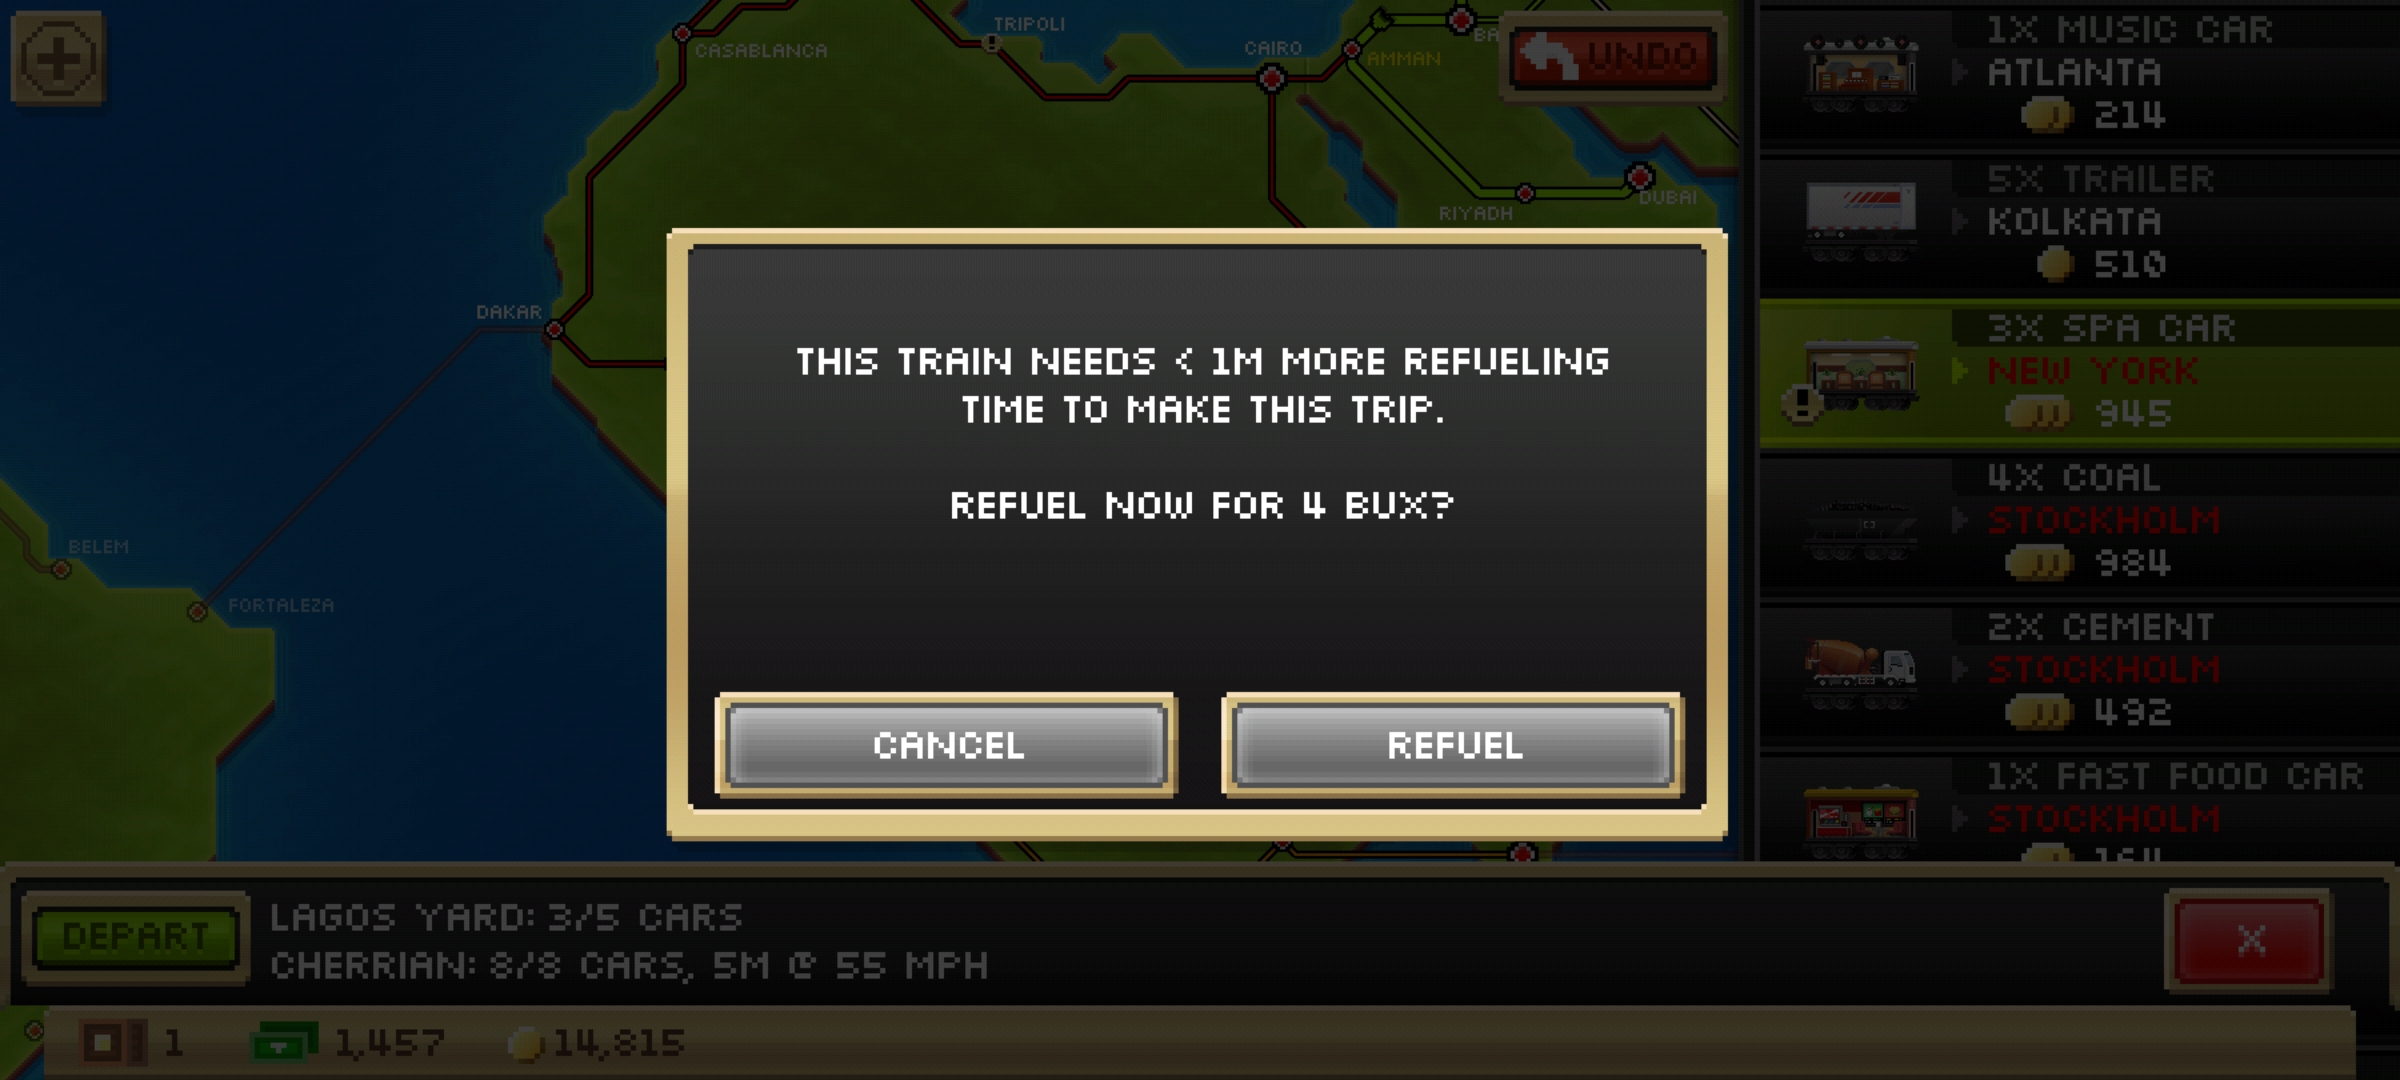 TRIPOLI
CASABLANCA
CAIRO
AMMAN
BA
UNDO
RIYADH
DUBAI
DAKAR
BELEM
FORTALEZA
1X MUSIC CAR
ATLANTA
214
5X TRAILER
KOLKATA
510
3X SPA CAR
NEW YORK
945
4X COAL
STOCKHOLM
984
2X CEMENT
STOCKHOLM
492
1X FAST FOOD CAR
STOCKHOLM
164
THIS TRAIN NEEDS < 1M MORE REFUELING
TIME TO MAKE THIS TRIP.
REFUEL NOW FOR 4 BUX?
CANCEL
REFUEL
DEPART
LAGOS YARD: 3/5 CARS
CHERRIAN: 8/8 CARS, 5M @ 55 MPH
X
1
1,457
14,815